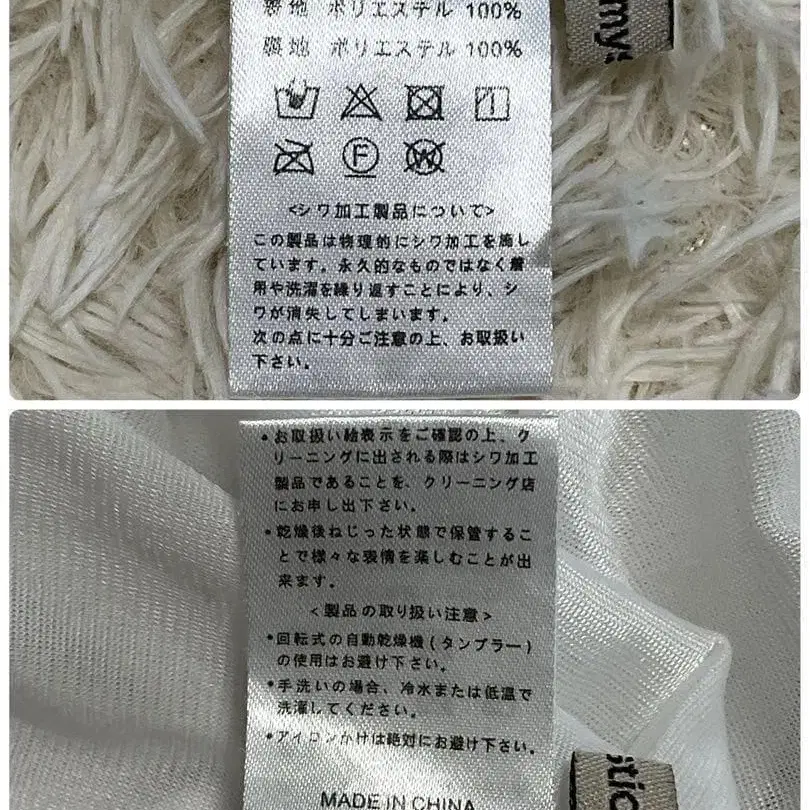 表地 ポリエステル 100%
my
裏地 ポリエステル 100%
F
W
<シワ加工製品について>
この製品は物理的にシワ加工を施し
ています。永久的なものではなく着
用や洗濯を繰り返すことにより、シ
ワが消失してしまいます。
次の点に十分ご注意の上、お取扱い
下さい。
•お取扱い絵表示をご確認の上、ク
リーニングに出される際はシワ加工
製品であることを、クリーニング店
にお申し出下さい。
•乾燥後ねじった状態で保管するこ
とで様々な表情を楽しむことが出
来ます。
<製品の取り扱い注意>
•回転式の自動乾燥機(タンブラー)
の使用はお避け下さい。
•手洗いの場合、冷水または低温で
洗濯してください。
•アイロンかけは絶対にお避け下さい。
MADE IN CHINA